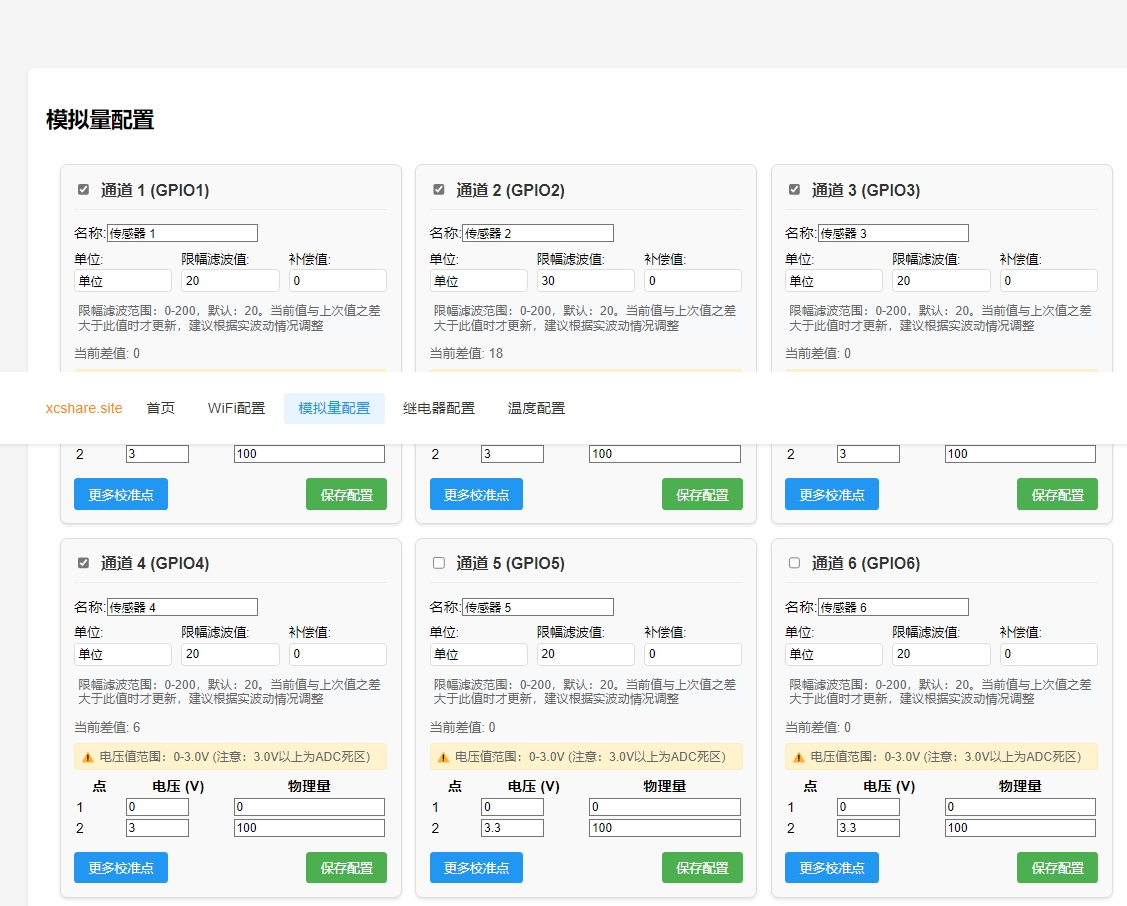 模拟量配置
通道 1 (GPIO1)
名称: 传感器 1
单位: 限幅滤波值: 补偿值:
单位 20 0
限幅滤波范围：0-200，默认：20。当前值与上次值之差
大于此值时才更新，建议根据实波动情况调整
当前差值: 0
通道 2 (GPIO2)
名称: 传感器 2
单位: 限幅滤波值: 补偿值:
单位 30 0
限幅滤波范围：0-200，默认：20。当前值与上次值之差
大于此值时才更新，建议根据实波动情况调整
当前差值: 18
通道 3 (GPIO3)
名称: 传感器 3
单位: 限幅滤波值: 补偿值:
单位 20 0
限幅滤波范围：0-200，默认：20。当前值与上次值之差
大于此值时才更新，建议根据实波动情况调整
当前差值: 0
xcshare.site 首页 WiFi配置 模拟量配置 继电器配置 温度配置
2 3 100
更多校准点 保存配置
2 3 100
更多校准点 保存配置
2 3 100
更多校准点 保存配置
通道 4 (GPIO4)
名称: 传感器 4
单位: 限幅滤波值: 补偿值:
单位 20 0
限幅滤波范围：0-200，默认：20。当前值与上次值之差
大于此值时才更新，建议根据实波动情况调整
当前差值: 6
⚠ 电压值范围：0-3.0V (注意：3.0V以上为ADC死区)
点 电压 (V) 物理量
1 0 0
2 3 100
更多校准点 保存配置
通道 5 (GPIO5)
名称: 传感器 5
单位: 限幅滤波值: 补偿值:
单位 20 0
限幅滤波范围：0-200，默认：20。当前值与上次值之差
大于此值时才更新，建议根据实波动情况调整
当前差值: 0
⚠ 电压值范围：0-3.0V (注意：3.0V以上为ADC死区)
点 电压 (V) 物理量
1 0 0
2 3.3 100
更多校准点 保存配置
通道 6 (GPIO6)
名称: 传感器 6
单位: 限幅滤波值: 补偿值:
单位 20 0
限幅滤波范围：0-200，默认：20。当前值与上次值之差
大于此值时才更新，建议根据实波动情况调整
当前差值: 0
⚠ 电压值范围：0-3.0V (注意：3.0V以上为ADC死区)
点 电压 (V) 物理量
1 0 0
2 3.3 100
更多校准点 保存配置